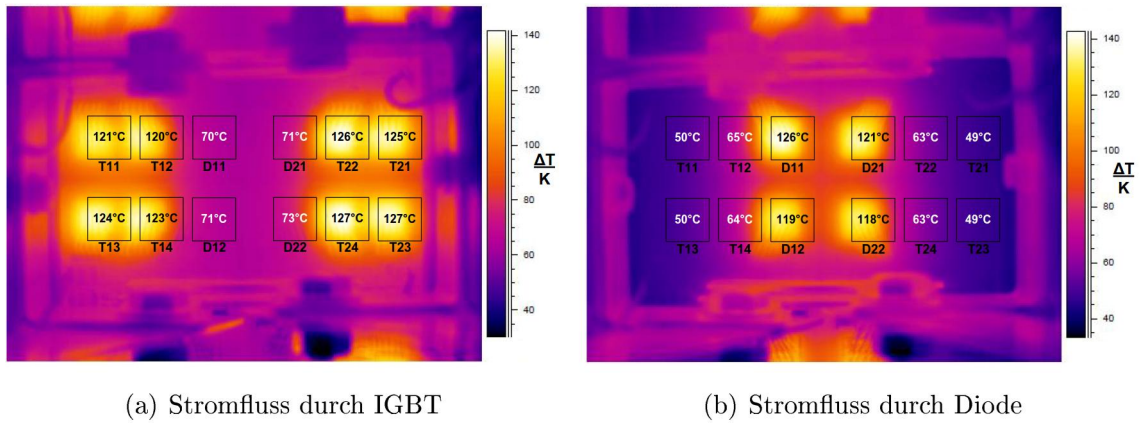 121°C 120°C 70°C 71°C 126°C 125°C
T11 T12 D11 D21 T22 T21
124°C 123°C 71°C 73°C 127°C 127°C
T13 T14 D12 D22 T24 T23
140
120
100
80
60
40
ΔT
K
50°C 65°C 126°C 121°C 63°C 49°C
T11 T12 D11 D21 T22 T21
50°C 64°C 119°C 118°C 63°C 49°C
T13 T14 D12 D22 T24 T23
140
120
100
80
60
40
ΔT
K
(a) Stromfluss durch IGBT
(b) Stromfluss durch Diode